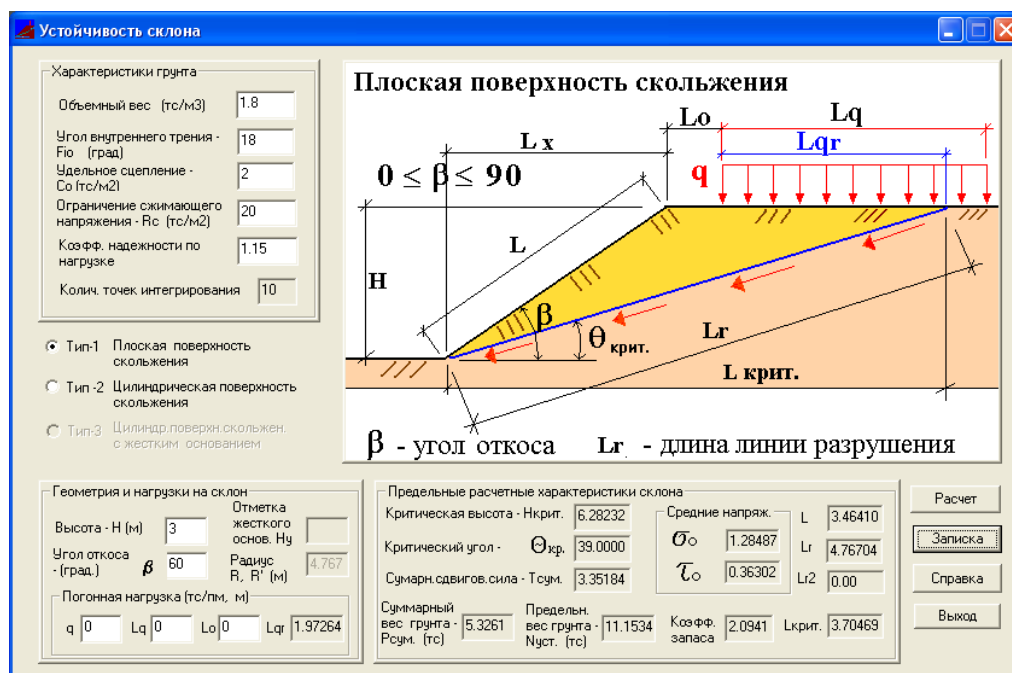 Устойчивость склона
Характеристики грунта
Объемный вес (тс/м3) 1.8
Угол внутреннего трения -
Fio (град) 18
Удельное сцепление -
Co (тс/м2) 2
Ограничение сжимающего
напряжения - Rc (тс/м2) 20
Коэфф. надежности по
нагрузке 1.15
Колич. точек интегрирования 10
Тип-1 Плоская поверхность
скольжения
Тип -2 Цилиндрическая поверхность
скольжения
Тип-3 Цилиндр.поверхн.скольжен.
с жестким основанием
Плоская поверхность скольжения
Lo Lq
L x Lqr
0 ≤ β ≤ 90 q
L
H
β
θ крит.
Lr
L крит.
β - угол откоса Lr - длина линии разрушения
Геометрия и нагрузки на склон
Высота - H (м) 3
Отметка
жесткого
основ. Hy
Угол откоса
- (град.) β 60
Радиус
R, R' (м) 4.767
Погонная нагрузка (тс/пм, м)
q 0 Lq 0 Lo 0 Lqr 1.97264
Предельные расчетные характеристики склона
Критическая высота - Hкрит. 6.28232
Критический угол - Θкр. 39.0000
Сумарн.сдвигов.сила - Tсум. 3.35184
Средние напряж.
σo 1.28487
τo 0.36302
L 3.46410
Lr 4.76704
Lr2 0.00
Суммарный
вес грунта -
Pсум. (тс) 5.3261
Предельн.
вес грунта -
Nуст. (тс) 11.1534
Коэфф.
запаса 2.0941
Lкрит. 3.70469
Расчет
Записка
Справка
Выход